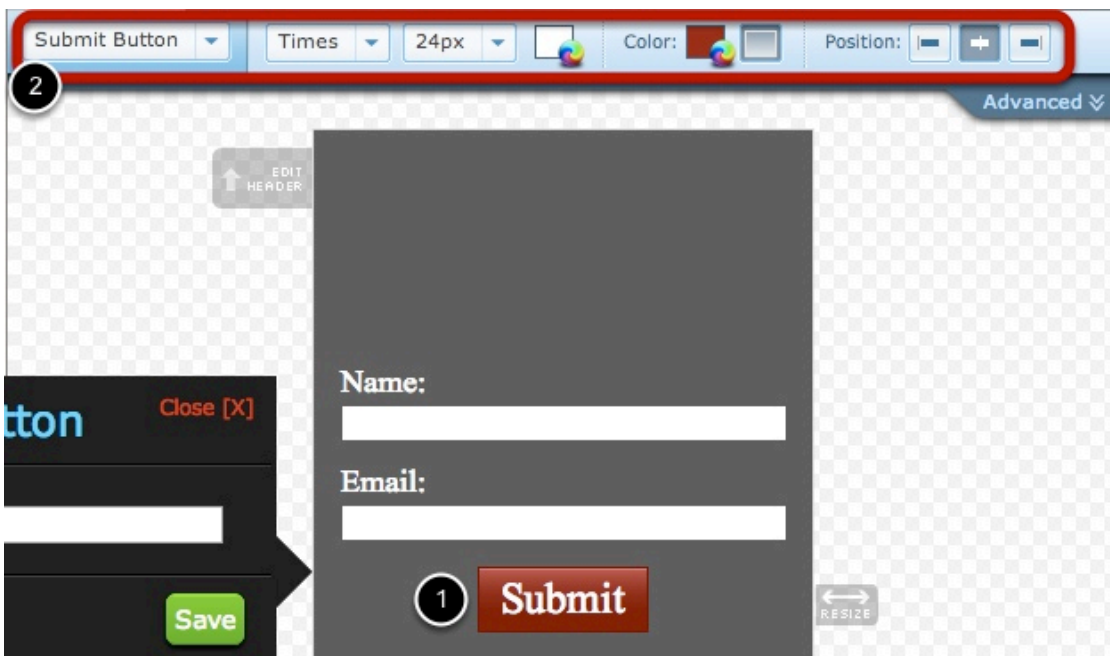 Submit Button Times 24px Color: Position:
2
Advanced
EDIT
HEADER
Name:
tton Close [X]
Email:
1 Submit
RESIZE
Save